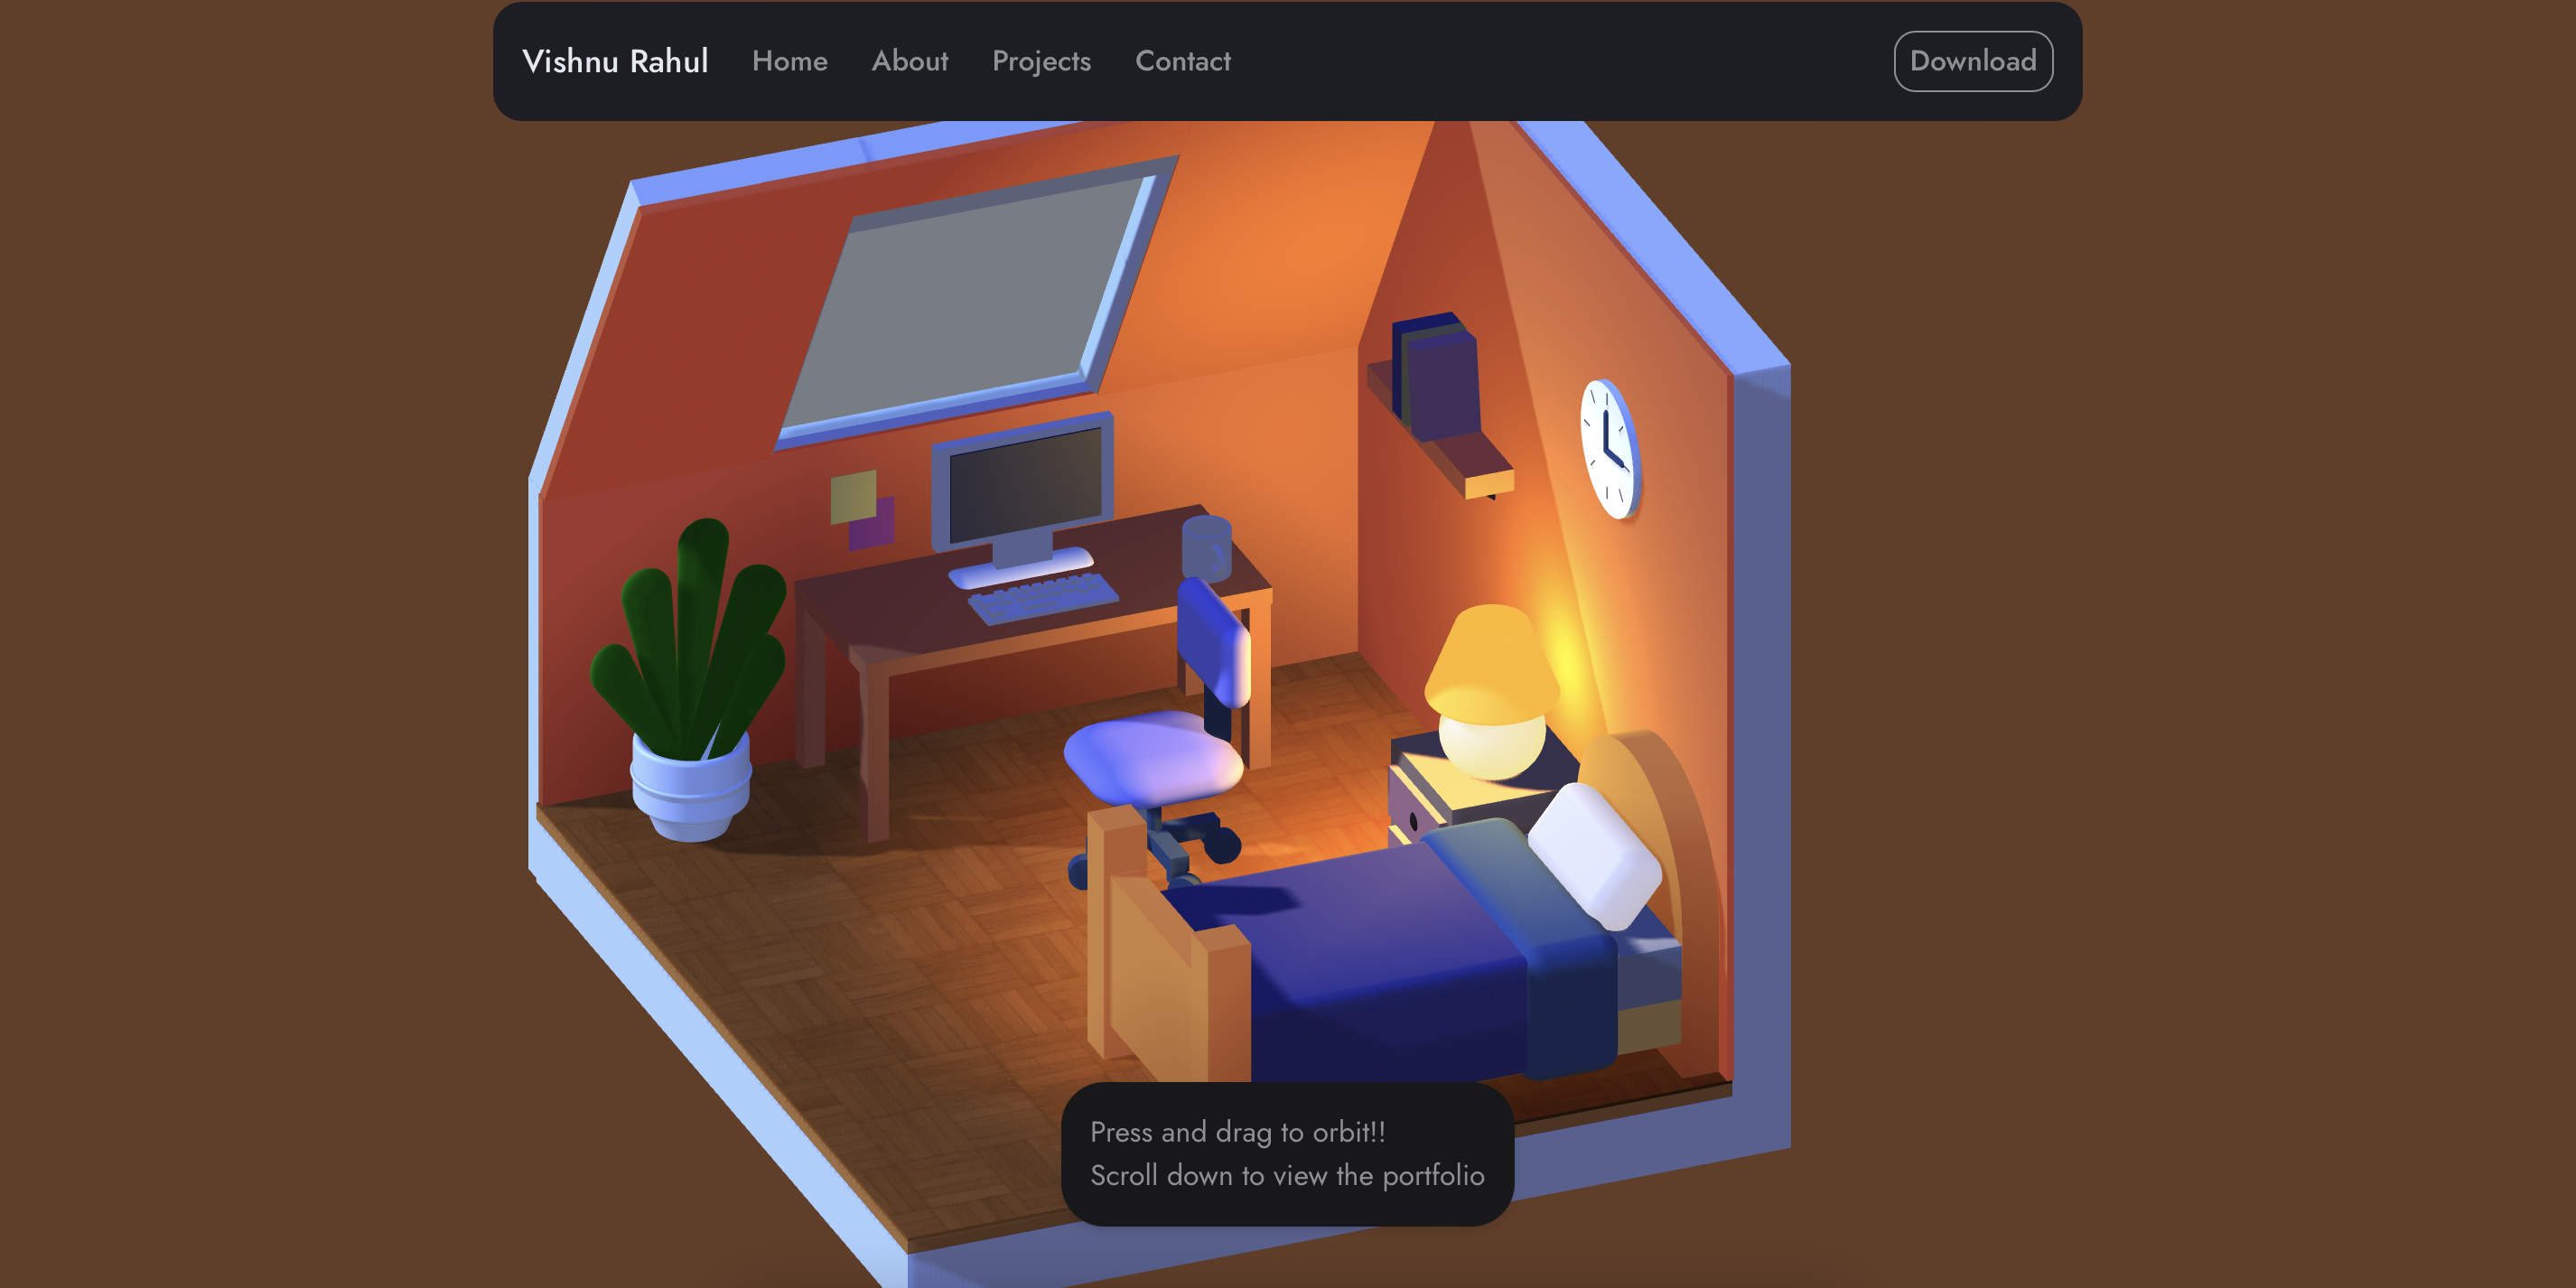 Vishnu Rahul Home About Projects Contact Download
Press and drag to orbit!!
Scroll down to view the portfolio